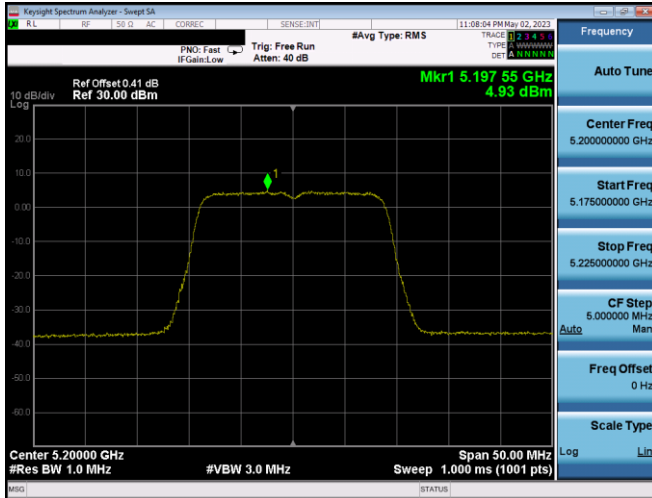 Keysight Spectrum Analyzer - Swept SA
RL RF 50 Ω AC CORREC SENSE:INT 11:08:04 PM May 02, 2023
#Avg Type: RMS
TRACE 1 2 3 4 5 6
PNO: Fast Trig: Free Run TYPE A WWWWW
IFGain:Low Atten: 40 dB DET A N N N N N
Mkr1 5.197 55 GHz
Ref Offset 0.41 dB
10 dB/div Ref 30.00 dBm 4.93 dBm
Log
20.0
10.0
1
0.00
-10.0
-20.0
-30.0
-40.0
-50.0
-60.0
Center 5.20000 GHz Span 50.00 MHz
#Res BW 1.0 MHz #VBW 3.0 MHz Sweep 1.000 ms (1001 pts)
MSG STATUS
Frequency
Auto Tune
Center Freq
5.200000000 GHz
Start Freq
5.175000000 GHz
Stop Freq
5.225000000 GHz
CF Step
5.000000 MHz
Auto Man
Freq Offset
0 Hz
Scale Type
Log Lin